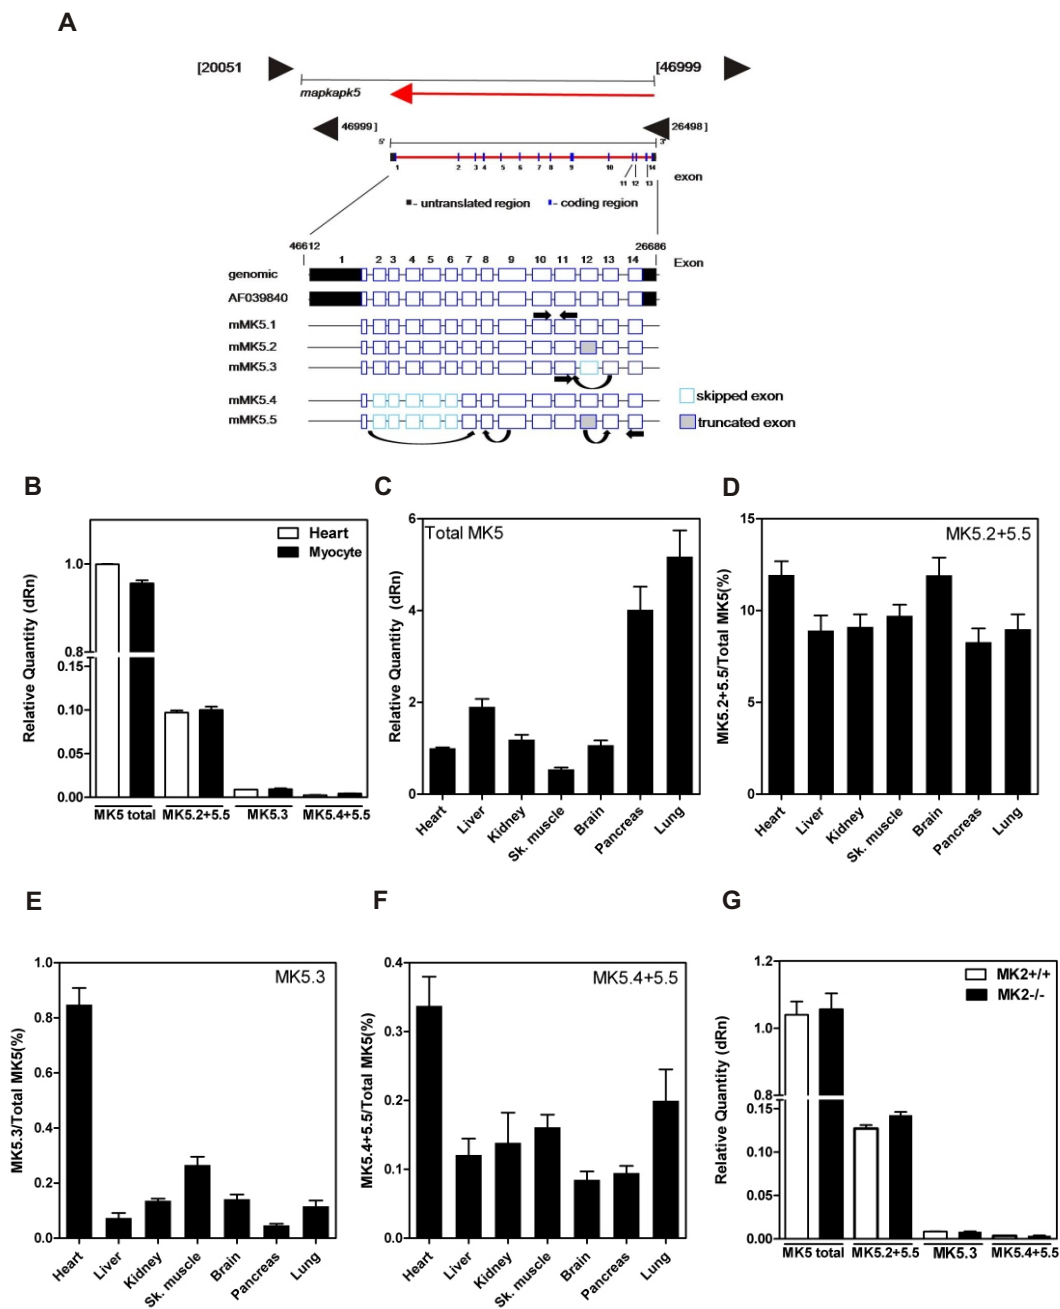 A
[20051
[46999
mapkapk5
46999 ]
26498 ]
5'
3'
1 2 3 4 5 6 7 8 9 10 11 12 13 14
exon
- untranslated region
- coding region
46612
26686
1 2 3 4 5 6 7 8 9 10 11 12 13 14
Exon
genomic
AF039840
mMK5.1
mMK5.2
mMK5.3
mMK5.4
mMK5.5
skipped exon
truncated exon
B
Heart
Myocyte
Relative Quantity (dRn)
1.0
0.8
0.15
0.10
0.05
0.00
MK5 total MK5.2+5.5 MK5.3 MK5.4+5.5
C
Total MK5
Relative Quantity (dRn)
6
4
2
0
Heart Liver Kidney Sk. muscle Brain Pancreas Lung
D
MK5.2+5.5
MK5.2+5.5/Total MK5(%)
15
10
5
0
Heart Liver Kidney Sk. muscle Brain Pancreas Lung
E
MK5.3
MK5.3/Total MK5(%)
1.0
0.8
0.6
0.4
0.2
0.0
Heart Liver Kidney Sk. muscle Brain Pancreas Lung
F
MK5.4+5.5
MK5.4+5.5/Total MK5(%)
0.4
0.3
0.2
0.1
0.0
Heart Liver Kidney Sk. muscle Brain Pancreas Lung
G
MK2+/+
MK2-/-
Relative Quantity (dRn)
1.2
1.0
0.8
0.15
0.10
0.05
0.00
MK5 total MK5.2+5.5 MK5.3 MK5.4+5.5